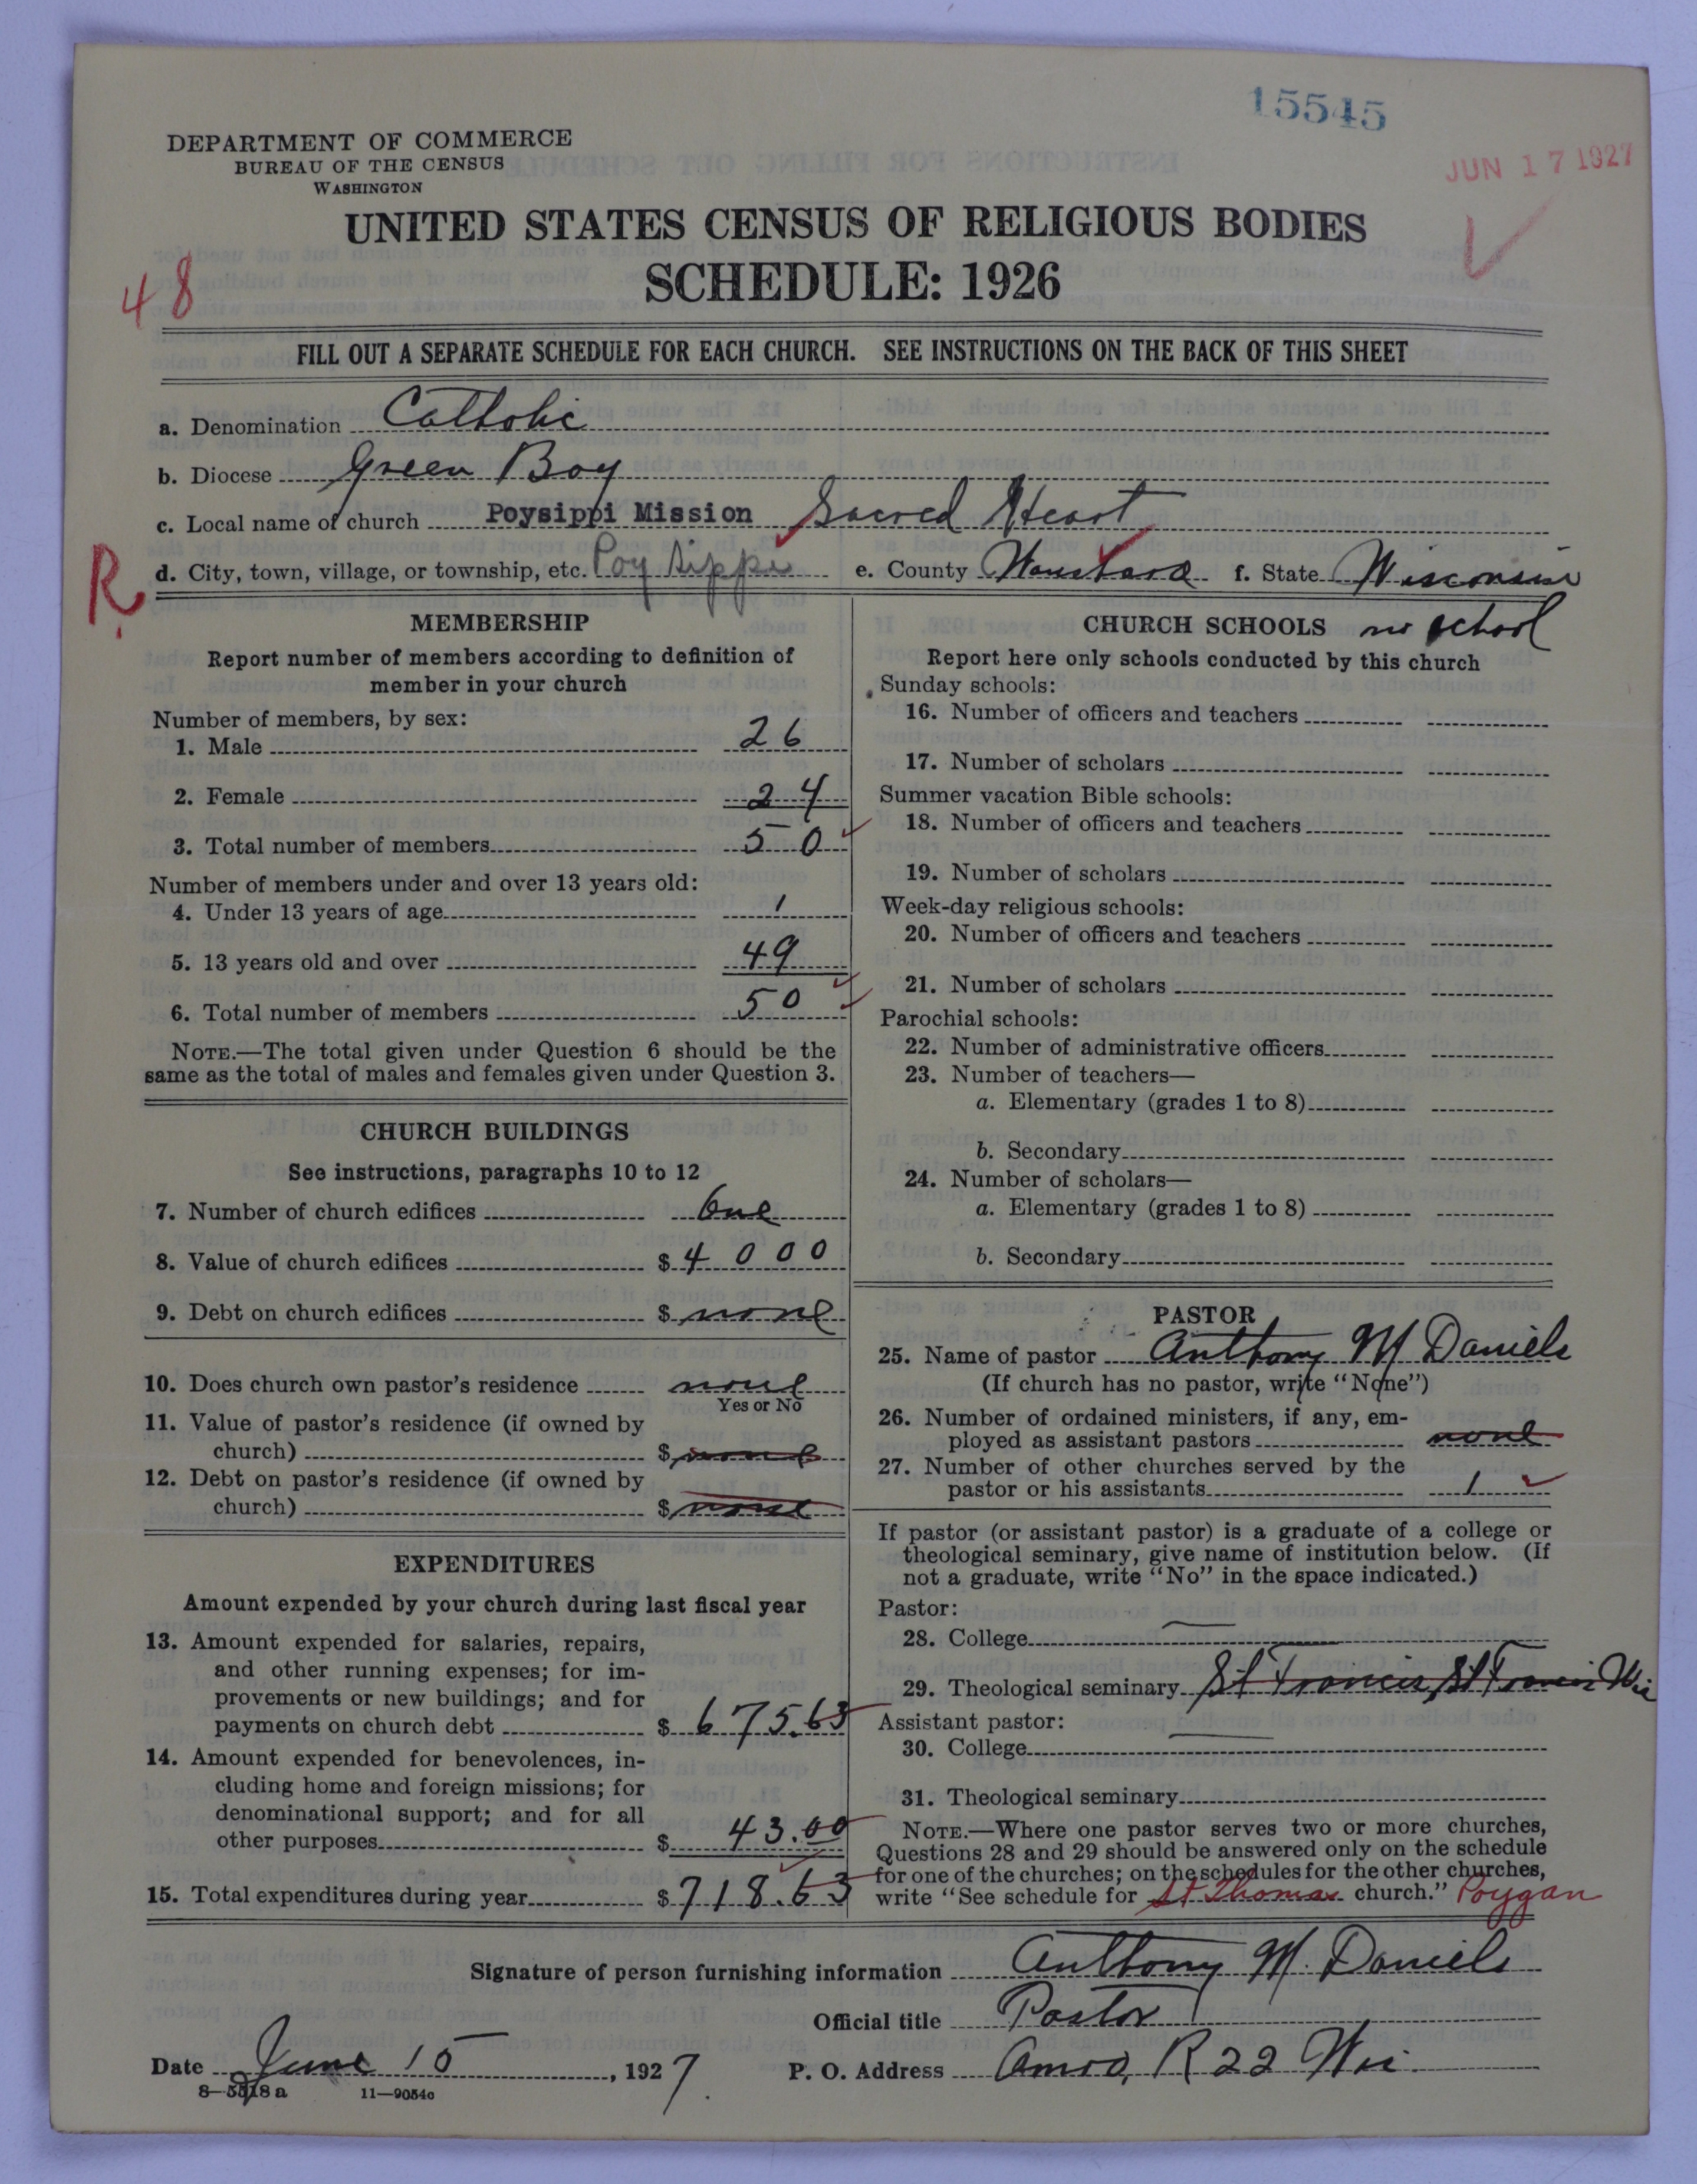 15545
JUN 17 1927
DEPARTMENT OF COMMERCE
BUREAU OF THE CENSUS
WASHINGTON
UNITED STATES CENSUS OF RELIGIOUS BODIES
SCHEDULE: 1926
48
FILL OUT A SEPARATE SCHEDULE FOR EACH CHURCH. SEE INSTRUCTIONS ON THE BACK OF THIS SHEET
a. Denomination Catholic
b. Diocese Green Bay
c. Local name of church Poysippi Mission Sacred Heart
R. d. City, town, village, or township, etc. Poy Sippi e. County Waushara f. State Wisconsin
MEMBERSHIP
Report number of members according to definition of
member in your church
Number of members, by sex:
1. Male 26
2. Female 24
3. Total number of members 50
Number of members under and over 13 years old:
4. Under 13 years of age 1
5. 13 years old and over 49
6. Total number of members 50
NOTE.—The total given under Question 6 should be the
same as the total of males and females given under Question 3.
CHURCH BUILDINGS
See instructions, paragraphs 10 to 12
7. Number of church edifices One
8. Value of church edifices $ 4000
9. Debt on church edifices $ none
10. Does church own pastor's residence none
Yes or No
11. Value of pastor's residence (if owned by
church) $ none
12. Debt on pastor's residence (if owned by
church) $ none
EXPENDITURES
Amount expended by your church during last fiscal year
13. Amount expended for salaries, repairs,
and other running expenses; for im-
provements or new buildings; and for
payments on church debt $ 675.63
14. Amount expended for benevolences, in-
cluding home and foreign missions; for
denominational support; and for all
other purposes $ 43.00
15. Total expenditures during year $ 718.63
CHURCH SCHOOLS no school
Report here only schools conducted by this church
Sunday schools:
16. Number of officers and teachers
17. Number of scholars
Summer vacation Bible schools:
18. Number of officers and teachers
19. Number of scholars
Week-day religious schools:
20. Number of officers and teachers
21. Number of scholars
Parochial schools:
22. Number of administrative officers
23. Number of teachers—
a. Elementary (grades 1 to 8)
b. Secondary
24. Number of scholars—
a. Elementary (grades 1 to 8)
b. Secondary
PASTOR
25. Name of pastor Anthony M Daniels
(If church has no pastor, write "None")
26. Number of ordained ministers, if any, em-
ployed as assistant pastors none
27. Number of other churches served by the
pastor or his assistants 1
If pastor (or assistant pastor) is a graduate of a college or
theological seminary, give name of institution below. (If
not a graduate, write "No" in the space indicated.)
Pastor:
28. College
29. Theological seminary St Francis, St Francis Wis
Assistant pastor:
30. College
31. Theological seminary
NOTE.—Where one pastor serves two or more churches,
Questions 28 and 29 should be answered only on the schedule
for one of the churches; on the schedules for the other churches,
write "See schedule for St Thomas church." Poygan
Signature of person furnishing information Anthony M. Daniels
Official title Pastor
Date June 15, 1927. P. O. Address Omro, R 22 Wis.
8—5518 a 11—9054c